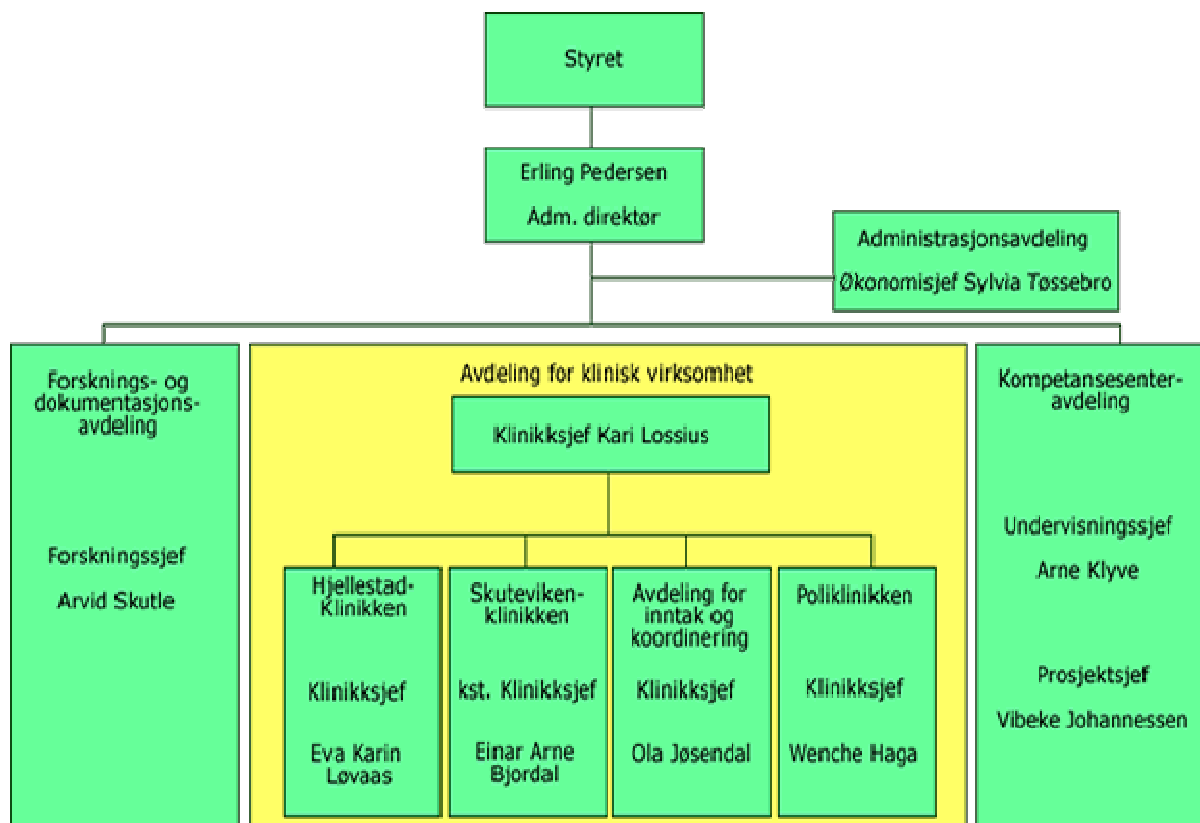 Styret
Erling Pedersen
Adm. direktør
Administrasjonsavdeling
Økonomisjef Sylvia Tøssebro
Forsknings- og
dokumentasjons-
avdeling
Forskningssjef
Arvid Skutle
Avdeling for klinisk virksomhet
Klinikksjef Kari Lossius
Hjellestad-
Klinikken
Klinikksjef
Eva Karin
Løvaas
Skuteviken-
klinikken
kst. Klinikksjef
Einar Arne
Bjordal
Avdeling for
inntak og
koordinering
Klinikksjef
Ola Jøsendal
Poliklinikken
Klinikksjef
Wenche Haga
Kompetansesenter-
avdeling
Undervisningssjef
Arne Klyve
Prosjektsjef
Vibeke Johannessen